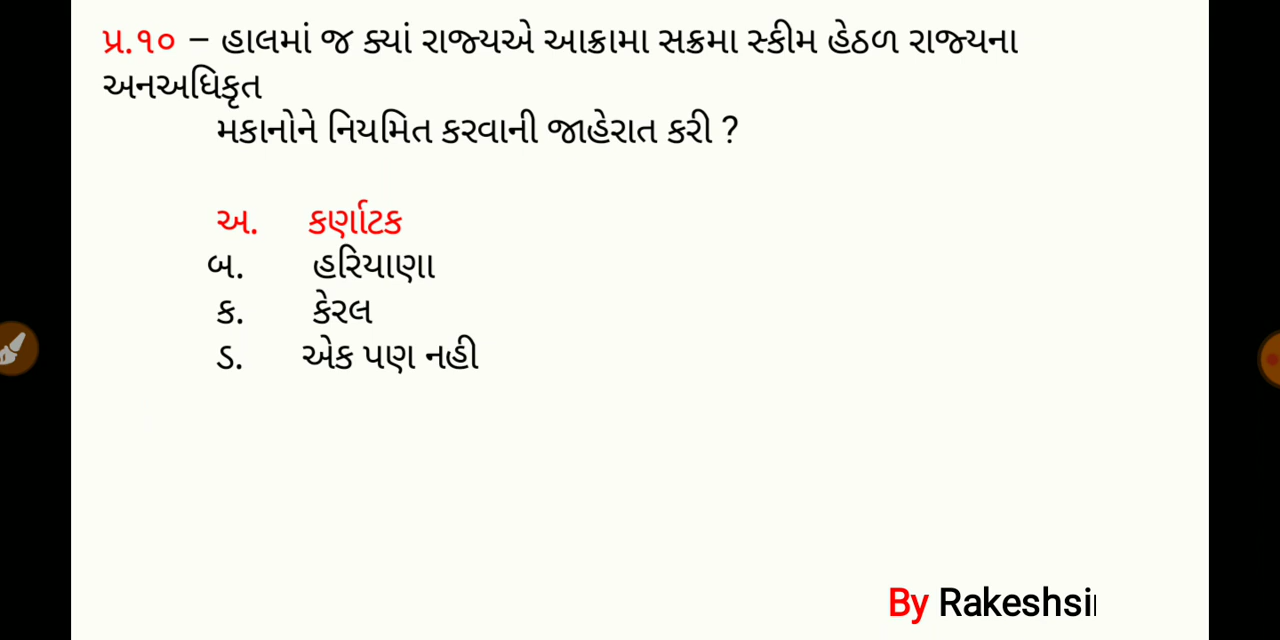 પ્ર.૧૦ – હાલમાં જ ક્યાં રાજ્યએ આક્રામા સક્રમા સ્કીમ હેઠળ રાજ્યના
અનઅધિકૃત
મકાનોને નિયમિત કરવાની જાહેરાત કરી ?
અ. કર્ણાટક
બ. હરિયાણા
ક. કેરલ
ડ. એક પણ નહી
By Rakeshsi